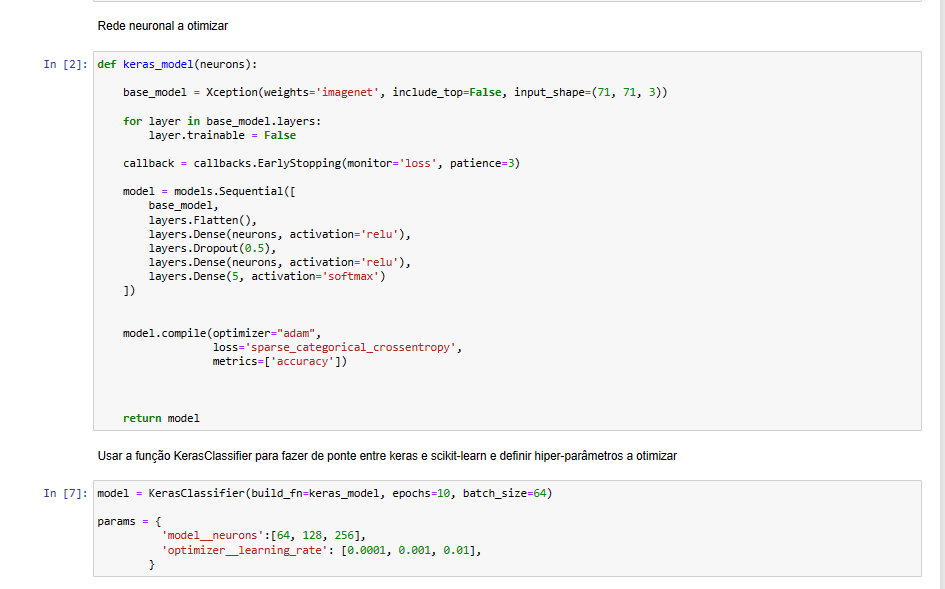 Rede neuronal a otimizar
In [2]: def keras_model(neurons):
base_model = Xception(weights='imagenet', include_top=False, input_shape=(71, 71, 3))
for layer in base_model.layers:
layer.trainable = False
callback = callbacks.EarlyStopping(monitor='loss', patience=3)
model = models.Sequential([
base_model,
layers.Flatten(),
layers.Dense(neurons, activation='relu'),
layers.Dropout(0.5),
layers.Dense(neurons, activation='relu'),
layers.Dense(5, activation='softmax')
])
model.compile(optimizer="adam",
loss='sparse_categorical_crossentropy',
metrics=['accuracy'])
return model
Usar a função KerasClassifier para fazer de ponte entre keras e scikit-learn e definir hiper-parâmetros a otimizar
In [7]: model = KerasClassifier(build_fn=keras_model, epochs=10, batch_size=64)
params = {
'model__neurons':[64, 128, 256],
'optimizer__learning_rate': [0.0001, 0.001, 0.01],
}